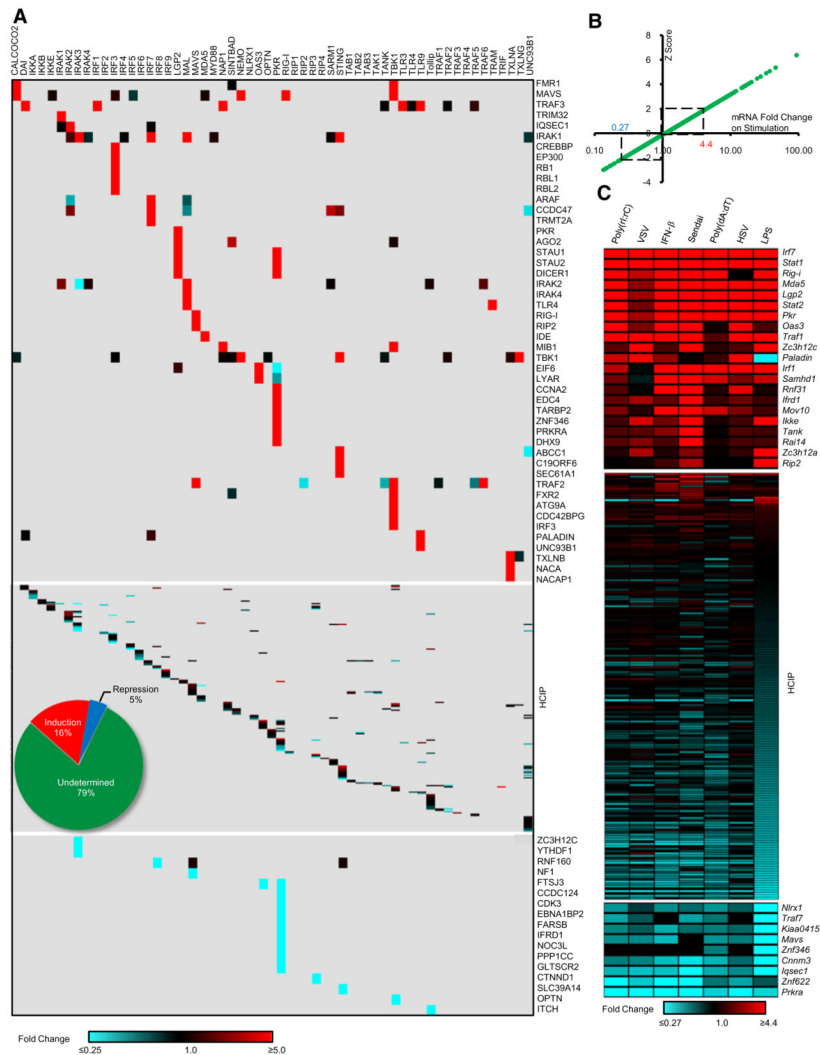 A
CALCOCO2
DAI
IKKA
IKKB
IKKE
IRAK1
IRAK2
IRAK3
IRAK4
IRF1
IRF2
IRF3
IRF4
IRF5
IRF6
IRF7
IRF8
IRF9
LGP2
MAL
MAVS
MDA5
MYD88
NAP1
SINTBAD
NEMO
NLRX1
OAS3
OPTN
PKR
RIG-I
RIP1
RIP2
RIP3
RIP4
SARM1
STING
TAB1
TAB2
TAB3
TAK1
TANK
TBK1
TLR3
TLR4
TLR9
Tollip
TRAF1
TRAF2
TRAF3
TRAF4
TRAF5
TRAF6
TRAM
TRIF
TXLNA
TXLNG
UNC93B1
FMR1
MAVS
TRAF3
TRIM32
IQSEC1
IRAK1
CREBBP
EP300
RB1
RBL1
RBL2
ARAF
CCDC47
TRMT2A
PKR
AGO2
STAU1
STAU2
DICER1
IRAK2
IRAK4
TLR4
RIG-I
RIP2
IDE
MIB1
TBK1
EIF6
LYAR
CCNA2
EDC4
TARBP2
ZNF346
PRKRA
DHX9
ABCC1
C19ORF6
SEC61A1
TRAF2
FXR2
ATG9A
CDC42BPG
IRF3
PALADIN
UNC93B1
TXLNB
NACA
NACAP1
HCIP
Repression
5%
Induction
16%
Undetermined
79%
ZC3H12C
YTHDF1
RNF160
NF1
FTSJ3
CCDC124
CDK3
EBNA1BP2
FARSB
IFRD1
NOC3L
PPP1CC
GLTSCR2
CTNND1
SLC39A14
OPTN
ITCH
Fold Change
≤0.25 1.0 ≥5.0
B
Z Score
8
6
4
2
0
-2
-4
mRNA Fold Change
on Stimulation
0.27
4.4
0.10 1.00 10.00 100.00
C
Poly(rI:rC)
VSV
IFN-β
Sendai
Poly(dA:dT)
HSV
LPS
Irf7
Stat1
Rig-i
Mda5
Lgp2
Stat2
Pkr
Oas3
Traf1
Zc3h12c
Paladin
Irf1
Samhd1
Rnf31
Ifrd1
Mov10
Ikke
Tank
Rai14
Zc3h12a
Rip2
HCIP
Nlrx1
Traf7
Kiaa0415
Mavs
Znf346
Cnnm3
Iqsec1
Znf622
Prkra
Fold Change
≤0.27 1.0 ≥4.4